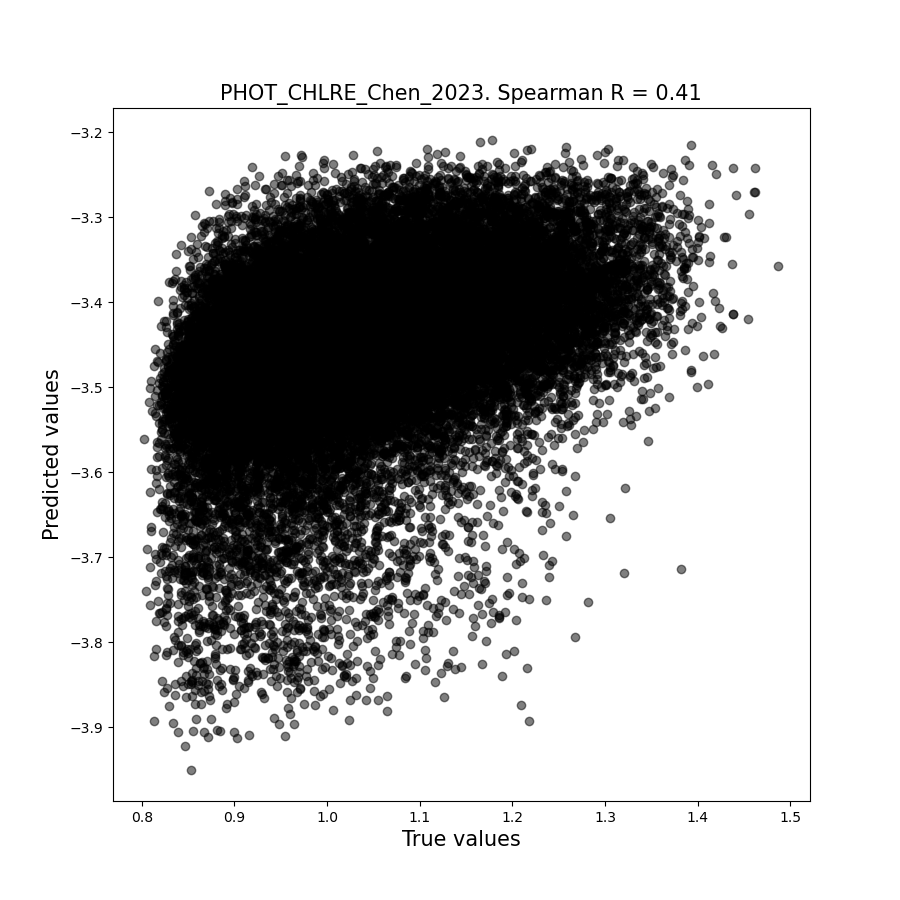 PHOT_CHLRE_Chen_2023. Spearman R = 0.41
−3.2
−3.3
−3.4
−3.5
−3.6
−3.7
−3.8
−3.9
Predicted values
0.8 0.9 1.0 1.1 1.2 1.3 1.4 1.5
True values